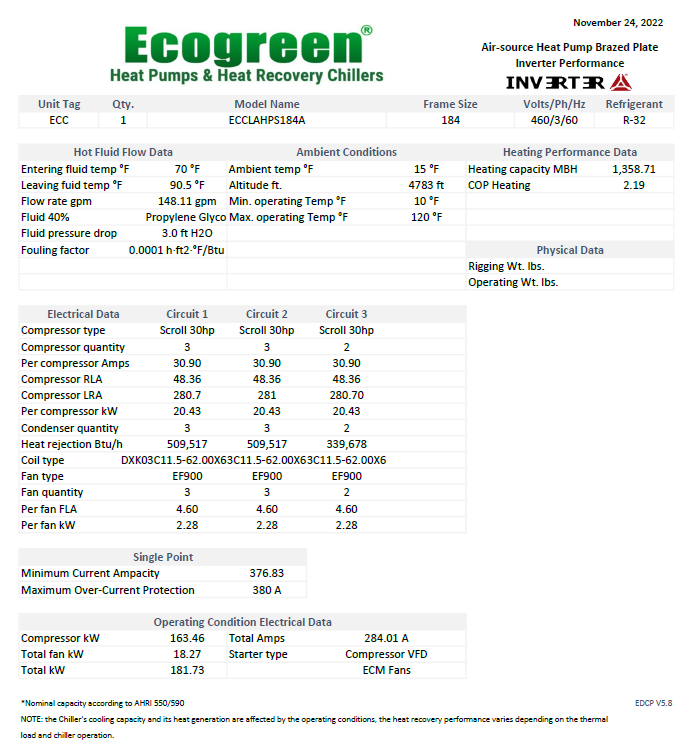 November 24, 2022
Ecogreen®
Heat Pumps & Heat Recovery Chillers
Air-source Heat Pump Brazed Plate
Inverter Performance
INVERTER
Unit Tag Qty. Model Name Frame Size Volts/Ph/Hz Refrigerant
ECC 1 ECCLAHPS184A 184 460/3/60 R-32
Hot Fluid Flow Data Ambient Conditions Heating Performance Data
Entering fluid temp °F 70 °F Ambient temp °F 15 °F Heating capacity MBH 1,358.71
Leaving fuid temp °F 90.5 °F Altitude ft. 4783 ft COP Heating 2.19
Flow rate gpm 148.11 gpm Min. operating Temp °F 10 °F
Fluid 40% Propylene Glyco Max. operating Temp °F 120 °F
Fluid pressure drop 3.0 ft H2O
Fouling factor 0.0001 h·ft2·°F/Btu Physical Data
Rigging Wt. lbs.
Operating Wt. lbs.
Electrical Data Circuit 1 Circuit 2 Circuit 3
Compressor type Scroll 30hp Scroll 30hp Scroll 30hp
Compressor quantity 3 3 2
Per compressor Amps 30.90 30.90 30.90
Compressor RLA 48.36 48.36 48.36
Compressor LRA 280.7 281 280.70
Per compressor kW 20.43 20.43 20.43
Condenser quantity 3 3 2
Heat rejection Btu/h 509,517 509,517 339,678
Coil type DXK03C11.5-62.00X63C11.5-62.00X63C11.5-62.00X6
Fan type EF900 EF900 EF900
Fan quantity 3 3 2
Per fan FLA 4.60 4.60 4.60
Per fan kW 2.28 2.28 2.28
Single Point
Minimum Current Ampacity 376.83
Maximum Over-Current Protection 380 A
Operating Condition Electrical Data
Compressor kW 163.46 Total Amps 284.01 A
Total fan kW 18.27 Starter type Compressor VFD
Total kW 181.73 ECM Fans
*Nominal capacity according to AHRI 550/590 EDCP V5.8
NOTE: the Chiller's cooling capacity and its heat generation are affected by the operating conditions, the heat recovery performance varies depending on the thermal
load and chiller operation.